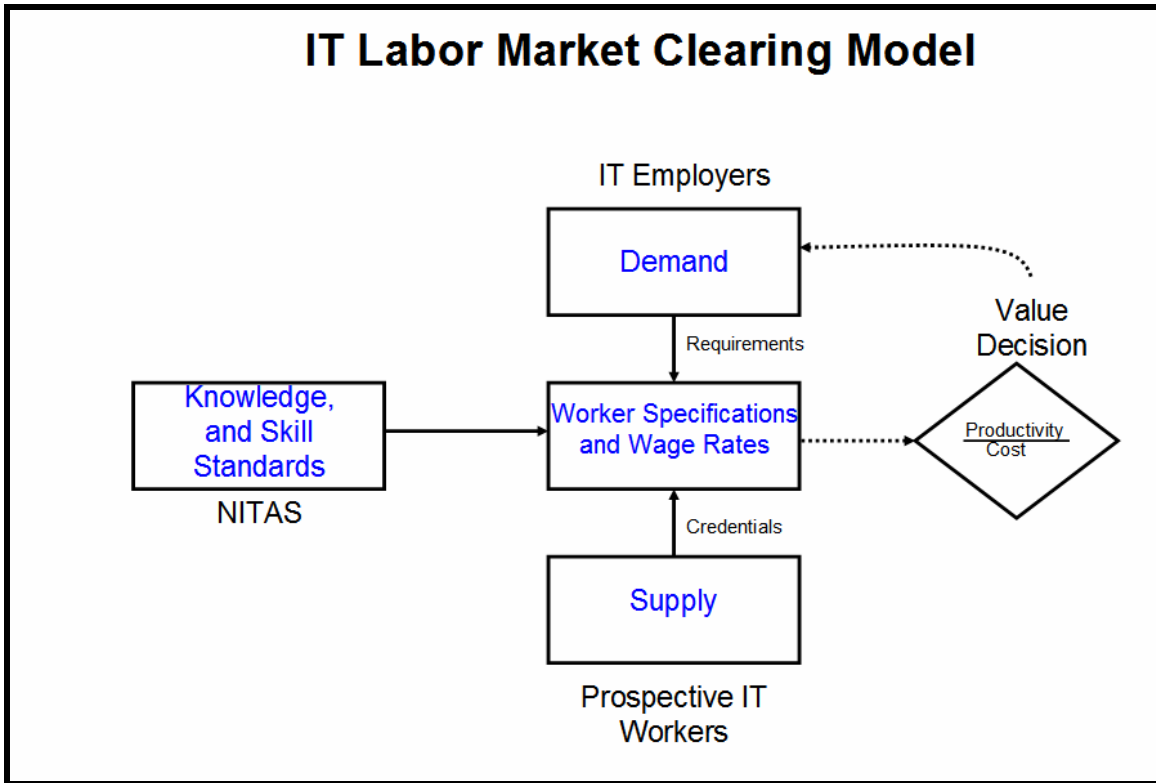 IT Labor Market Clearing Model
IT Employers
Demand
Requirements
Value
Decision
Knowledge,
and Skill
Standards
NITAS
Worker Specifications
and Wage Rates
Productivity
Cost
Credentials
Supply
Prospective IT
Workers